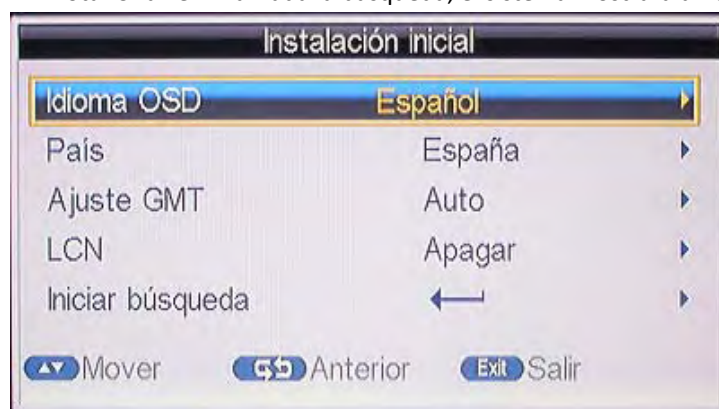 Instalación inicial
Idioma OSD Español
País España
Ajuste GMT Auto
LCN Apagar
Iniciar búsqueda
Mover Anterior Exit Salir